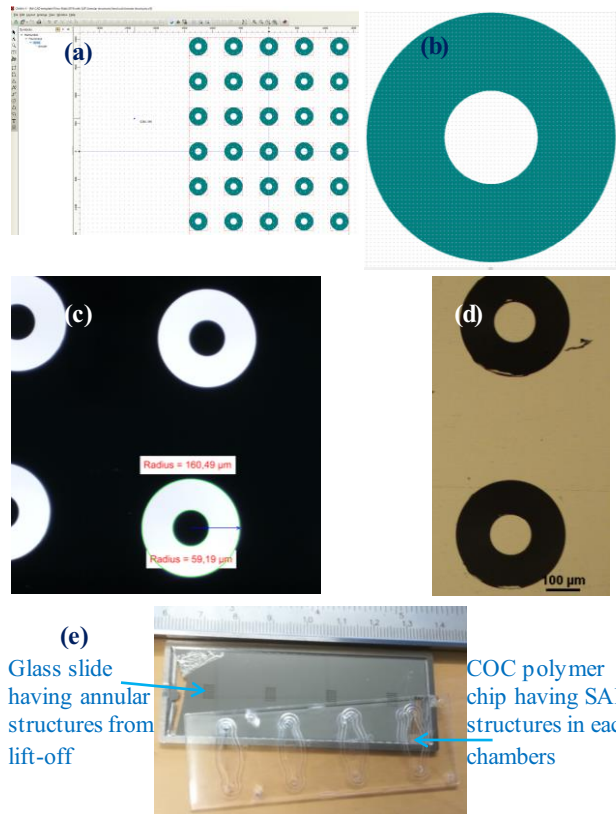 (a)
(b)
(c)
Radius = 160,49 µm
Radius = 59,19 µm
(d)
100 µm
(e)
Glass slide
having annular
structures from
lift-off
COC polymer
chip having SA
structures in eac
chambers